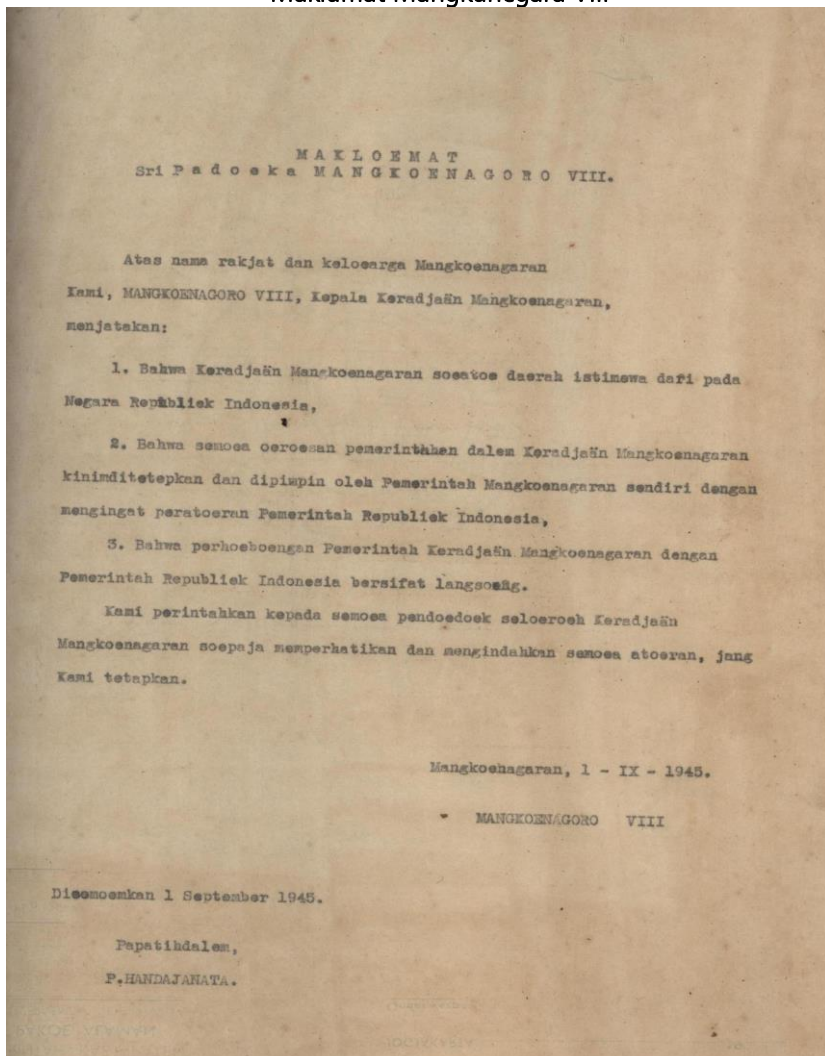 Maklumat Mangkanegara VIII
MAKLOEMAT
Sri Padoeka MANGKOENAGORO VIII.
Atas nama rakjat dan keloearga Mangkoenagaran
Kami, MANGKOENAGORO VIII, Kepala Keradjaän Mangkoenagaran,
menjatakan:
1. Bahwa Keradjaän Mangkoenagaran soeatoe daerah istimewa dari pada
Negara Repibliek Indonesia,
2. Bahwa semoea oeroesan pemerintahhan dalem Keradjaän Mangkoenagaran
kinimditetepkan dan dipimpin oleh Pemerintah Mangkoenagaran sendiri dengan
mengingat peratoeran Pemerintah Republiek Indonesia,
3. Bahwa perhoeboengan Pemerintah Keradjaän Mangkoenagaran dengan
Pemerintah Republiek Indonesia bersifat langsoeng.
Kami perintahkan kepada semoea pendoedoek seloeroeh Keradjaän
Mangkoenagaran soepaja memperhatikan dan mengindahkan semoea atoeran, jang
Kami tetapkan.
Mangkoenagaran, 1 - IX - 1945.
MANGKOENAGORO VIII
Dioemoemkan 1 September 1945.
Papatihdalem,
P.HANDAJANATA.